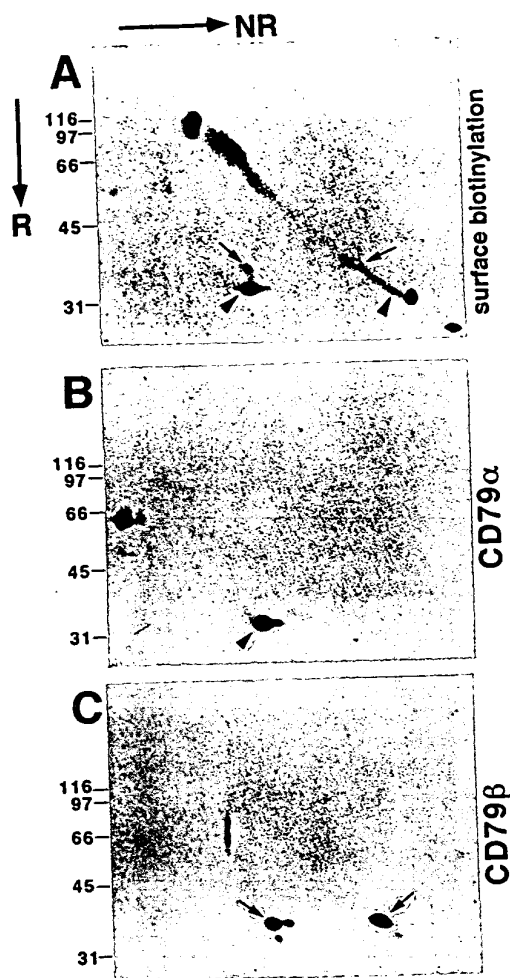 NR
A
R
116
97
66
45
31
surface biotinylation
B
116
97
66
45
31
CD79α
C
116
97
66
45
31
CD79β